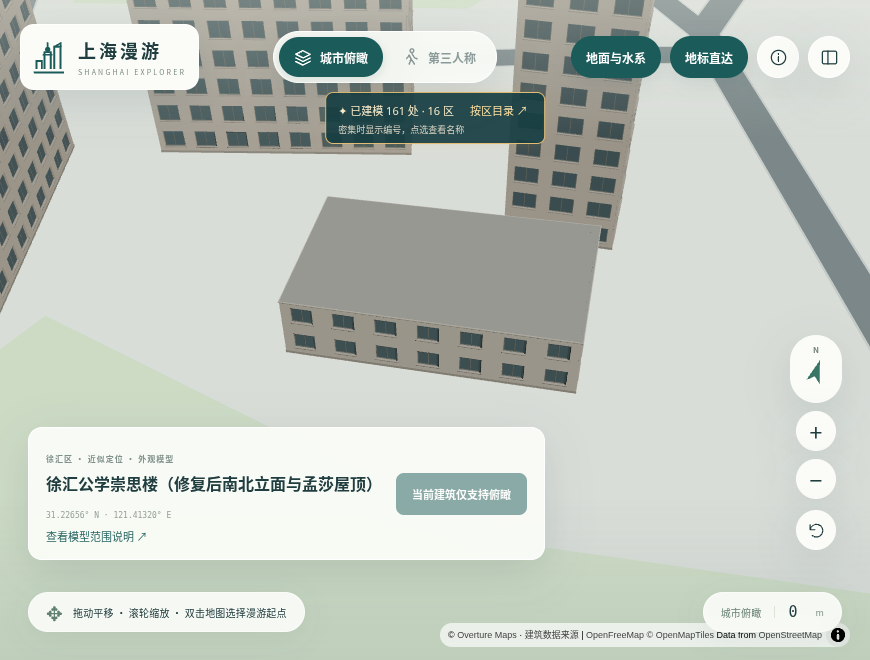 上海漫游
SHANGHAI EXPLORER
城市俯瞰
第三人称
地面与水系
地标直达
✦ 已建模 161 处 · 16 区 按区目录 ↗
密集时显示编号，点选查看名称
N
徐汇区 · 近似定位 · 外观模型
徐汇公学崇思楼（修复后南北立面与孟莎屋顶）
31.22656° N · 121.41320° E
查看模型范围说明 ↗
当前建筑仅支持俯瞰
+
−
拖动平移 · 滚轮缩放 · 双击地图选择漫游起点
城市俯瞰 0 m
© Overture Maps · 建筑数据来源 | OpenFreeMap © OpenMapTiles Data from OpenStreetMap